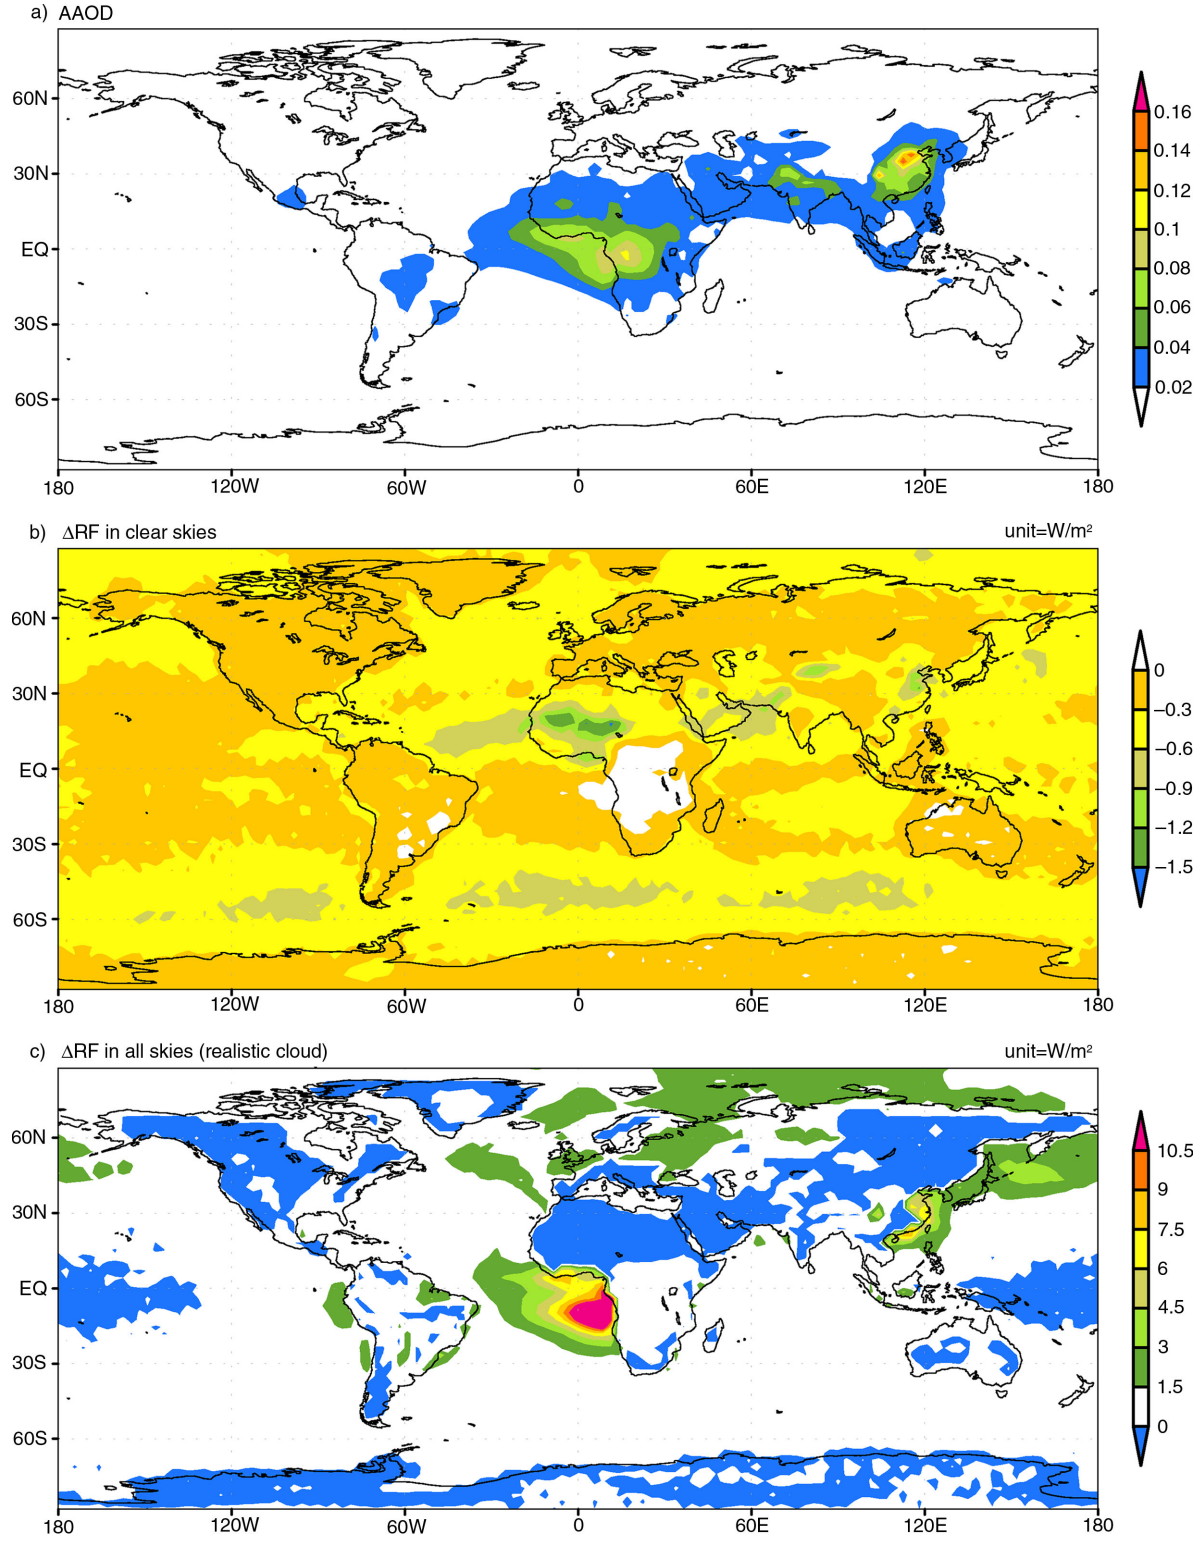 a) AAOD
60N
30N
EQ
30S
60S
180 120W 60W 0 60E 120E 180
0.16
0.14
0.12
0.1
0.08
0.06
0.04
0.02
b) ΔRF in clear skies unit=W/m²
60N
30N
EQ
30S
60S
180 120W 60W 0 60E 120E 180
0
−0.3
−0.6
−0.9
−1.2
−1.5
c) ΔRF in all skies (realistic cloud) unit=W/m²
60N
30N
EQ
30S
60S
180 120W 60W 0 60E 120E 180
10.5
9
7.5
6
4.5
3
1.5
0